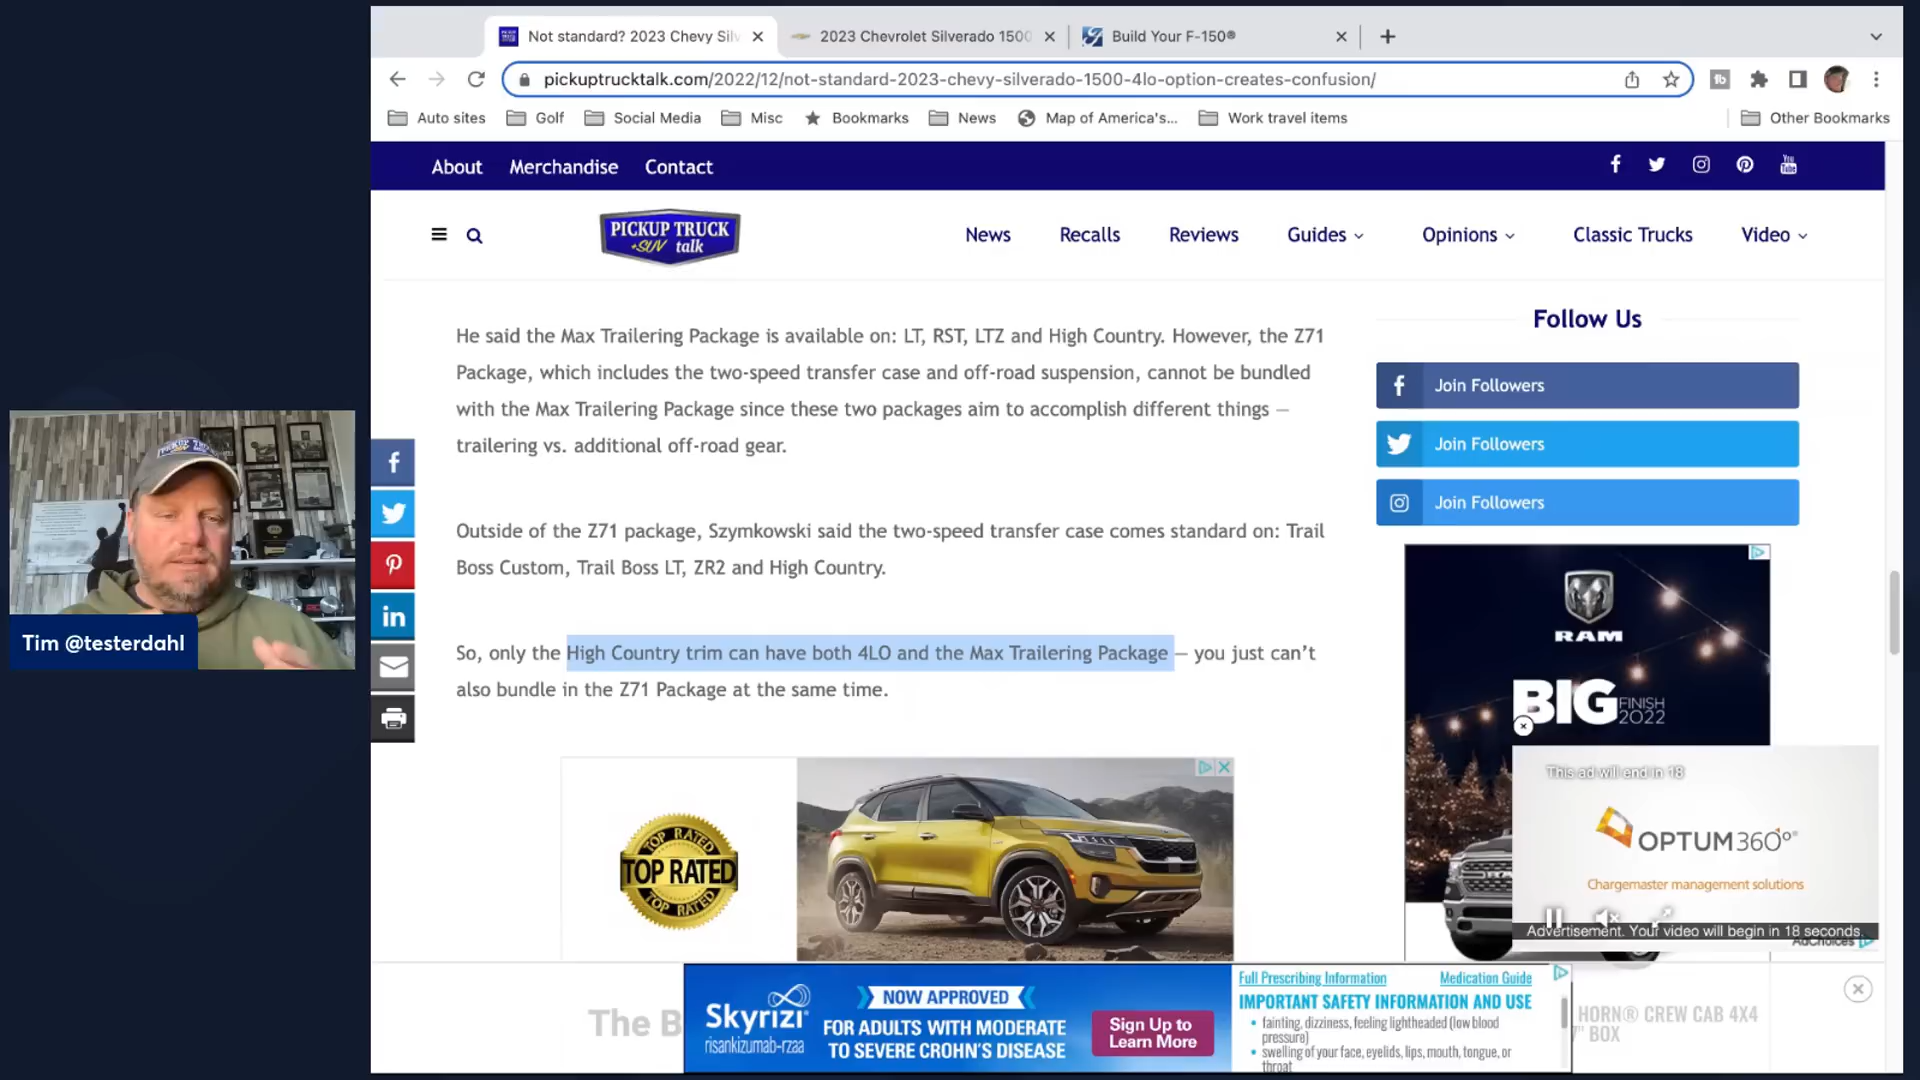 Not standard? 2023 Chevy Silv
2023 Chevrolet Silverado 1500
Build Your F-150®
pickuptrucktalk.com/2022/12/not-standard-2023-chevy-silverado-1500-4lo-option-creates-confusion/
Auto sites
Golf
Social Media
Misc
Bookmarks
News
Map of America's...
Work travel items
Other Bookmarks
About
Merchandise
Contact
PICKUP TRUCK
+SUV talk
News
Recalls
Reviews
Guides
Opinions
Classic Trucks
Video
He said the Max Trailering Package is available on: LT, RST, LTZ and High Country. However, the Z71
Package, which includes the two-speed transfer case and off-road suspension, cannot be bundled
with the Max Trailering Package since these two packages aim to accomplish different things —
trailering vs. additional off-road gear.
Outside of the Z71 package, Szymkowski said the two-speed transfer case comes standard on: Trail
Boss Custom, Trail Boss LT, ZR2 and High Country.
So, only the High Country trim can have both 4LO and the Max Trailering Package — you just can't
also bundle in the Z71 Package at the same time.
Follow Us
Join Followers
Join Followers
Join Followers
RAM
BIG FINISH 2022
This ad will end in 18
OPTUM360°
Chargemaster management solutions
Advertisement. Your video will begin in 18 seconds.
AdChoices
Tim @testerdahl
TOP RATED
TOP RATED
TOP RATED
The B
Skyrizi
risankizumab-rzaa
NOW APPROVED
FOR ADULTS WITH MODERATE
TO SEVERE CROHN'S DISEASE
Sign Up to
Learn More
Full Prescribing Information
Medication Guide
IMPORTANT SAFETY INFORMATION AND USE
• fainting, dizziness, feeling lightheaded (low blood
pressure)
• swelling of your face, eyelids, lips, mouth, tongue, or
throat
HORN® CREW CAB 4X4
7" BOX